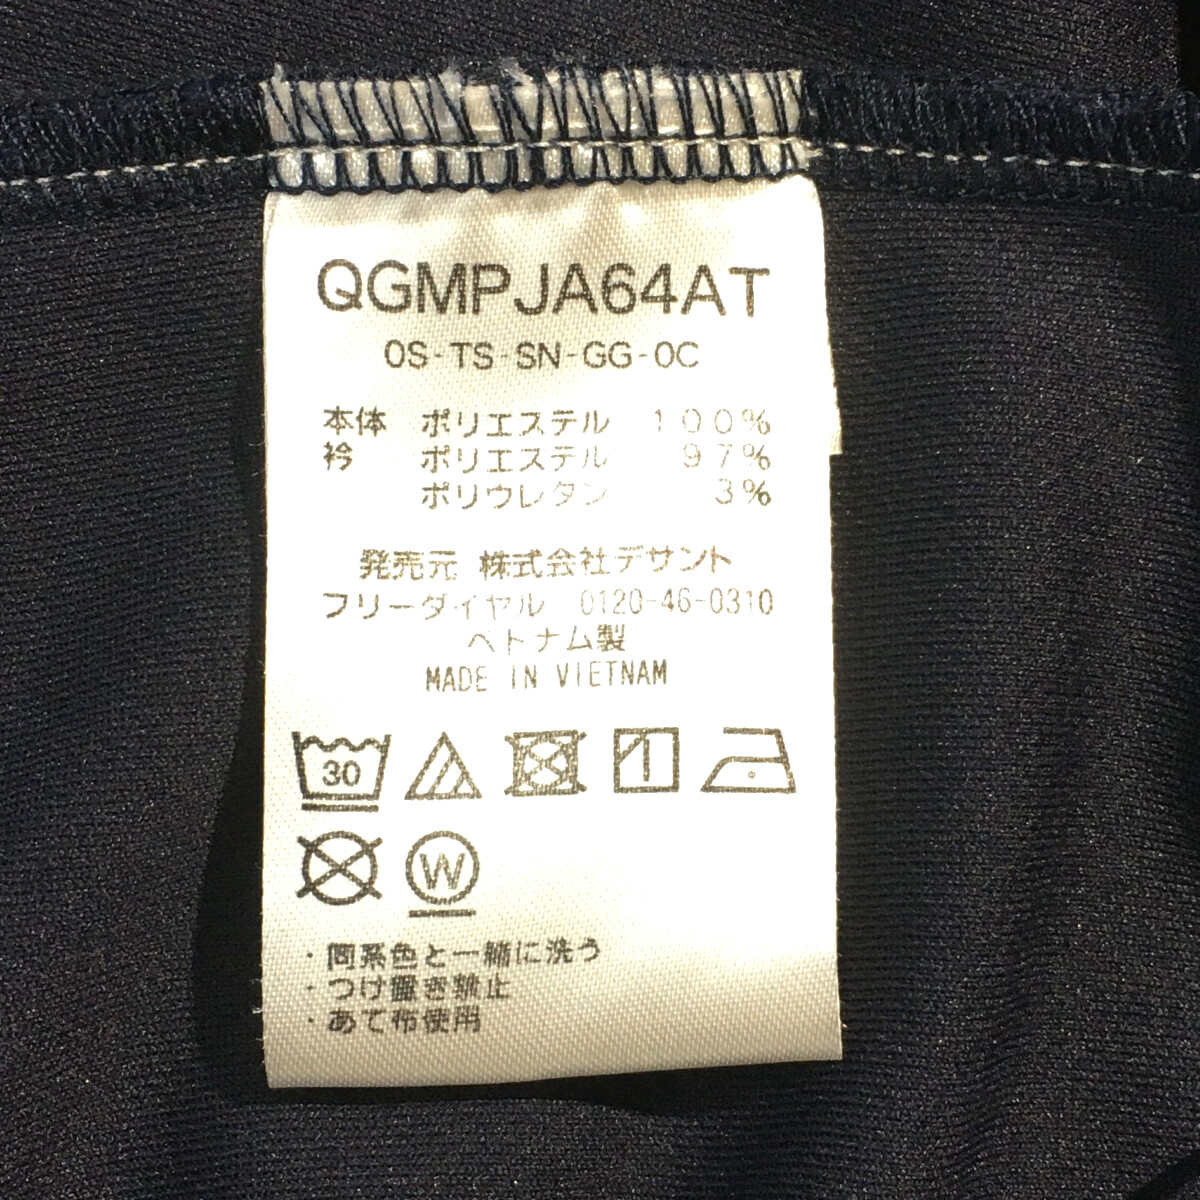 QGMPJA64AT
OS-TS-SN-GG-OC
本体 ポリエステル 100%
衿 ポリエステル 97%
ポリウレタン 3%
発売元 株式会社デサント
フリーダイヤル 0120-46-0310
ベトナム製
MADE IN VIETNAM
30
W
・同系色と一緒に洗う
・つけ置き禁止
・あて布使用